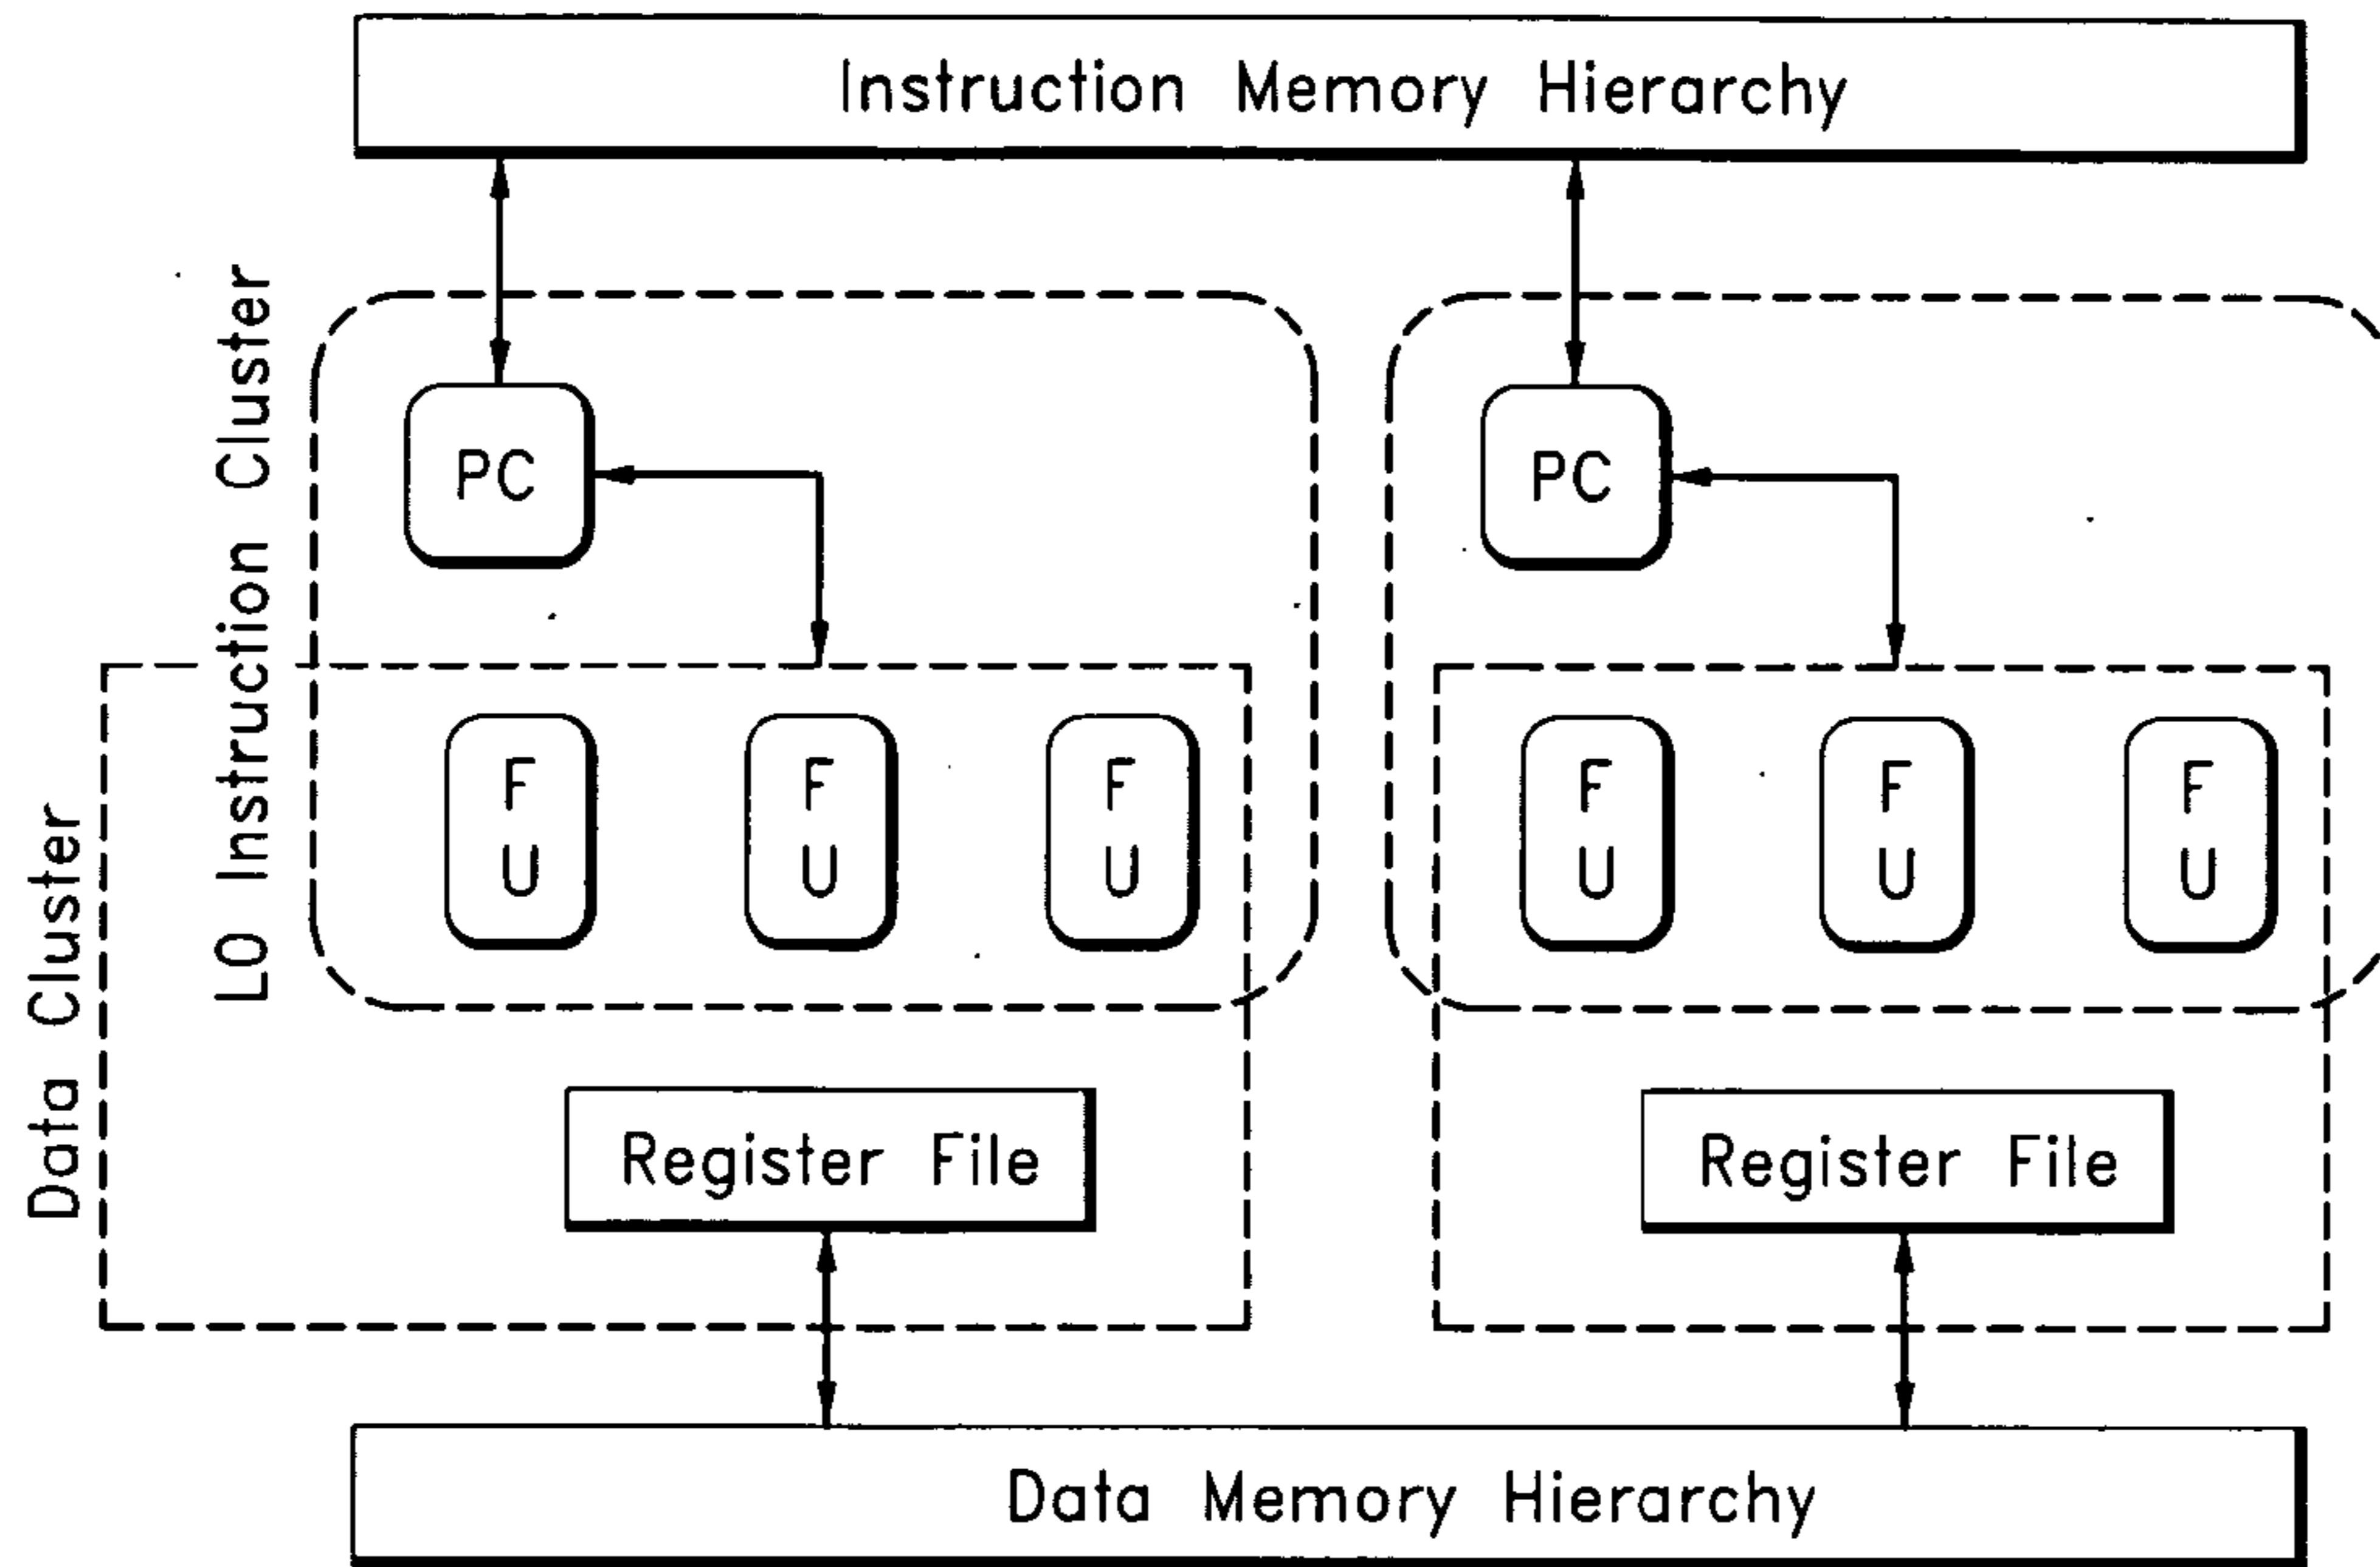 Instruction Memory Hierarchy
L0 Instruction Cluster
Data Cluster
PC
PC
F
U
F
U
F
U
F
U
F
U
F
U
Register File
Register File
Data Memory Hierarchy